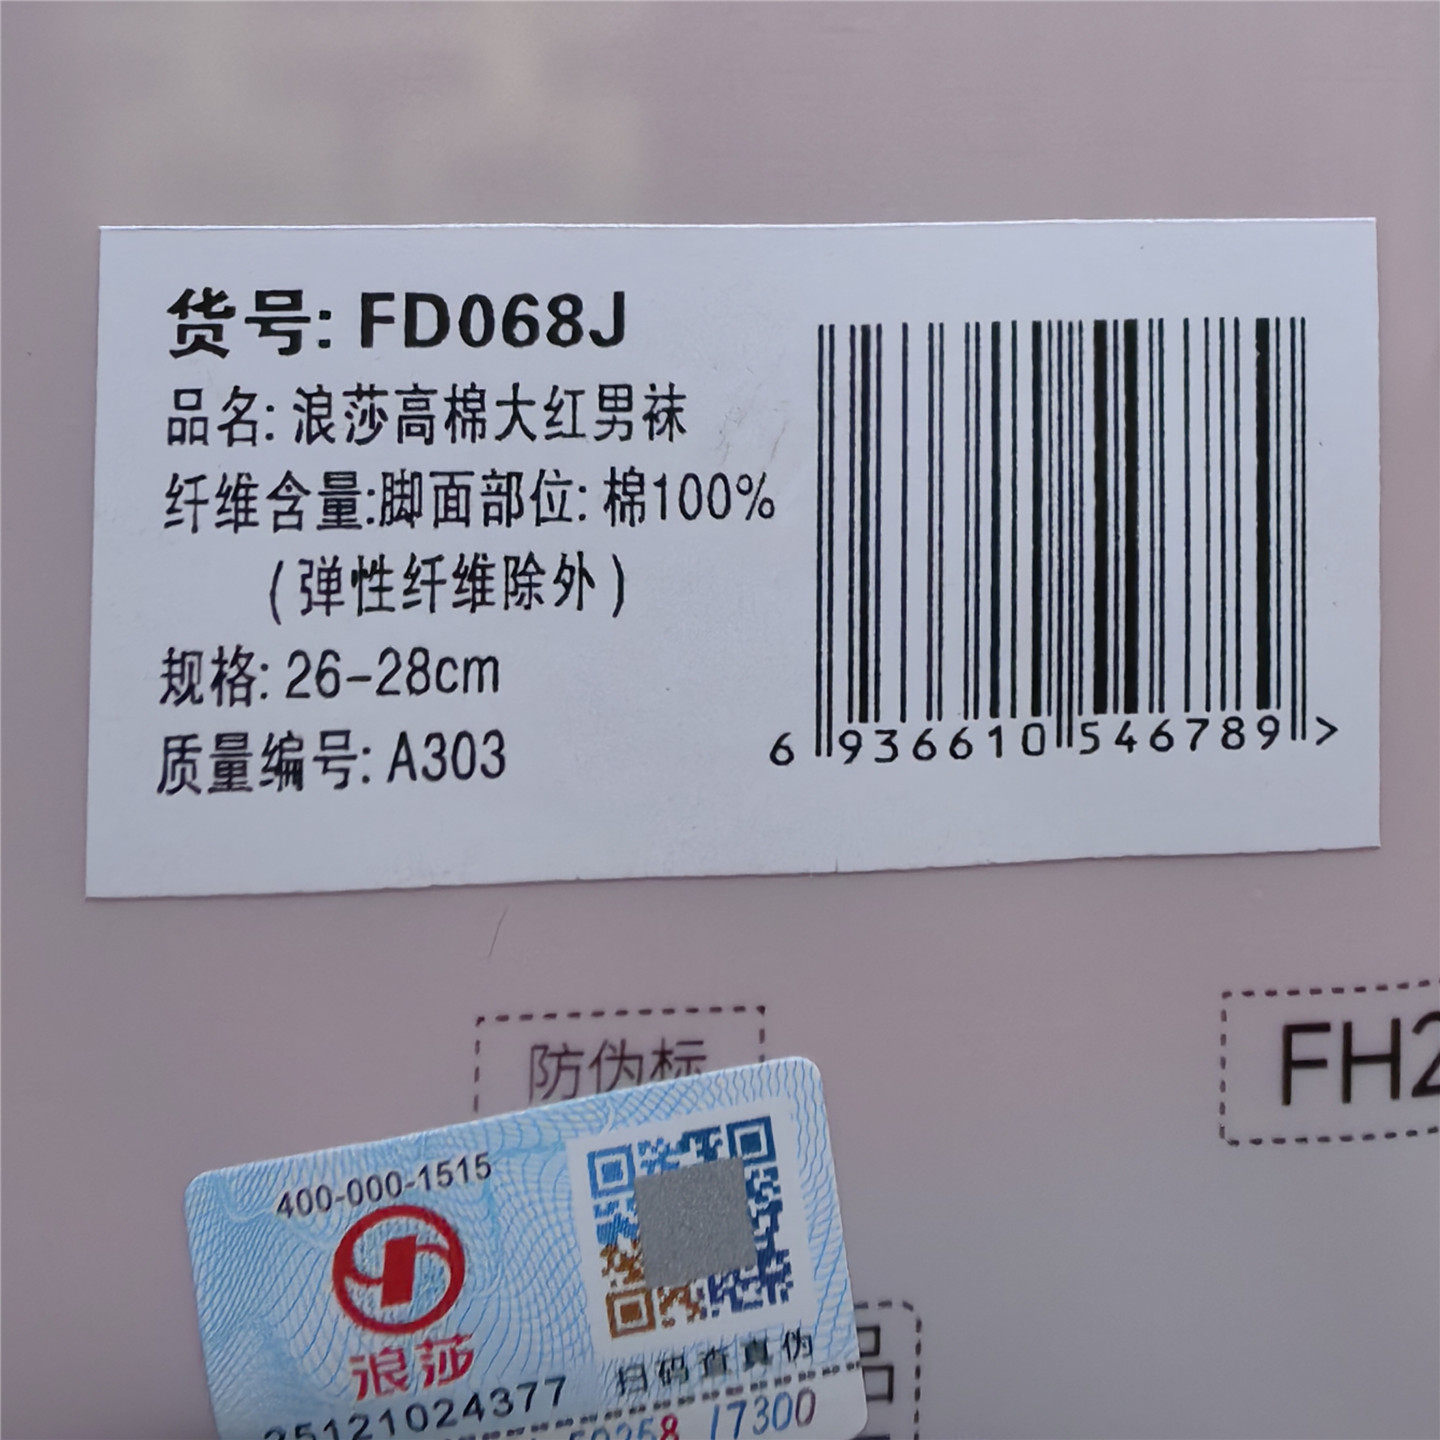 货号: FD068J
品名: 浪莎高棉大红男袜
纤维含量:脚面部位: 棉100%
(弹性纤维除外)
规格: 26-28cm
质量编号: A303
6 936610 546789 >
防伪标
FH2
400-000-1515
浪莎
扫码查真伪
25121024377
/7300